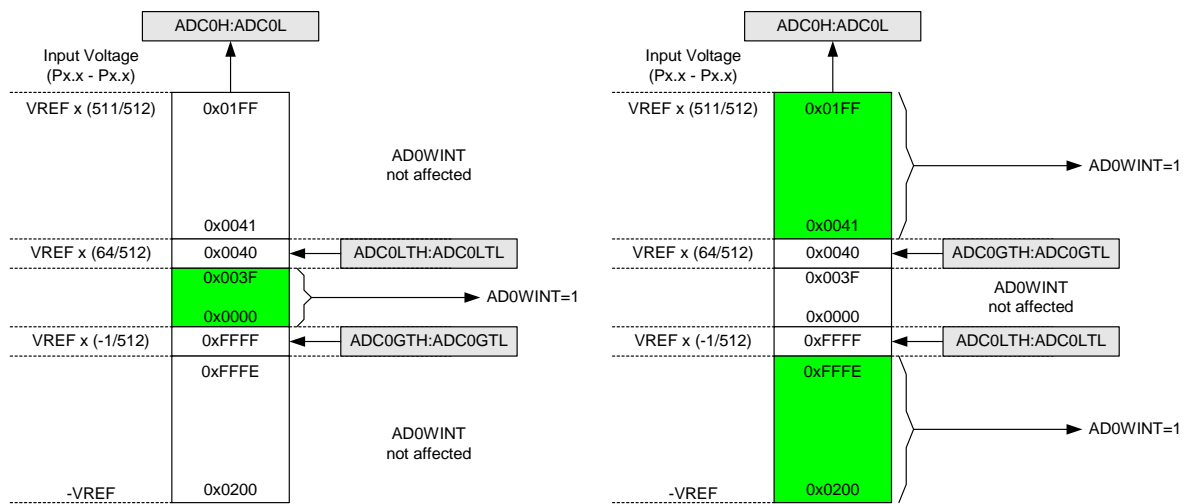 ADC0H:ADC0L
Input Voltage
(Px.x - Px.x)
VREF x (511/512)
0x01FF
AD0WINT
not affected
0x0041
VREF x (64/512)
0x0040
ADC0LTH:ADC0LTL
0x003F
AD0WINT=1
0x0000
VREF x (-1/512)
0xFFFF
ADC0GTH:ADC0GTL
0xFFFE
AD0WINT
not affected
-VREF
0x0200
ADC0H:ADC0L
Input Voltage
(Px.x - Px.x)
VREF x (511/512)
0x01FF
AD0WINT=1
0x0041
VREF x (64/512)
0x0040
ADC0GTH:ADC0GTL
0x003F
AD0WINT
not affected
0x0000
VREF x (-1/512)
0xFFFF
ADC0LTH:ADC0LTL
0xFFFE
AD0WINT=1
-VREF
0x0200